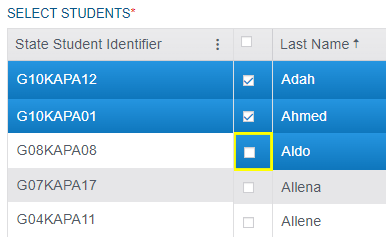 SELECT STUDENTS*
State Student Identifier Last Name ↑
G10KAPA12 Adah
G10KAPA01 Ahmed
G08KAPA08 Aldo
G07KAPA17 Allena
G04KAPA11 Allene